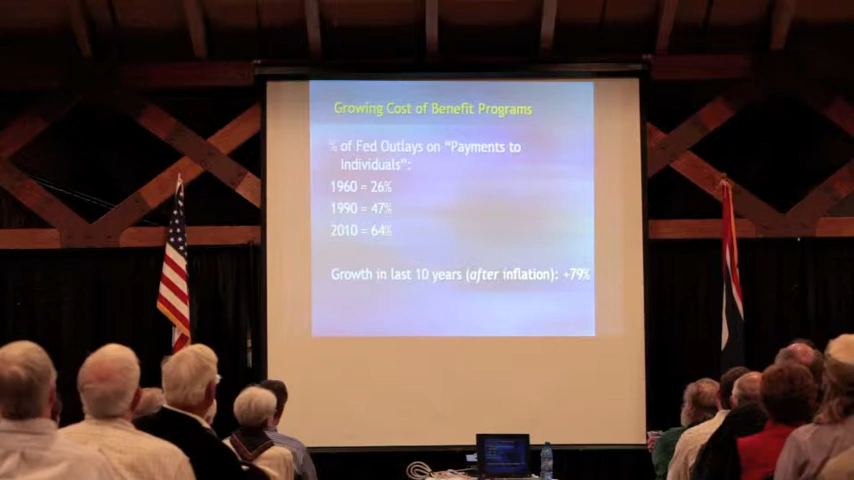 Growing Cost of Benefit Programs
% of Fed Outlays on "Payments to
Individuals":
1960 = 26%
1990 = 47%
2010 = 64%
Growth in last 10 years (after inflation): +79%